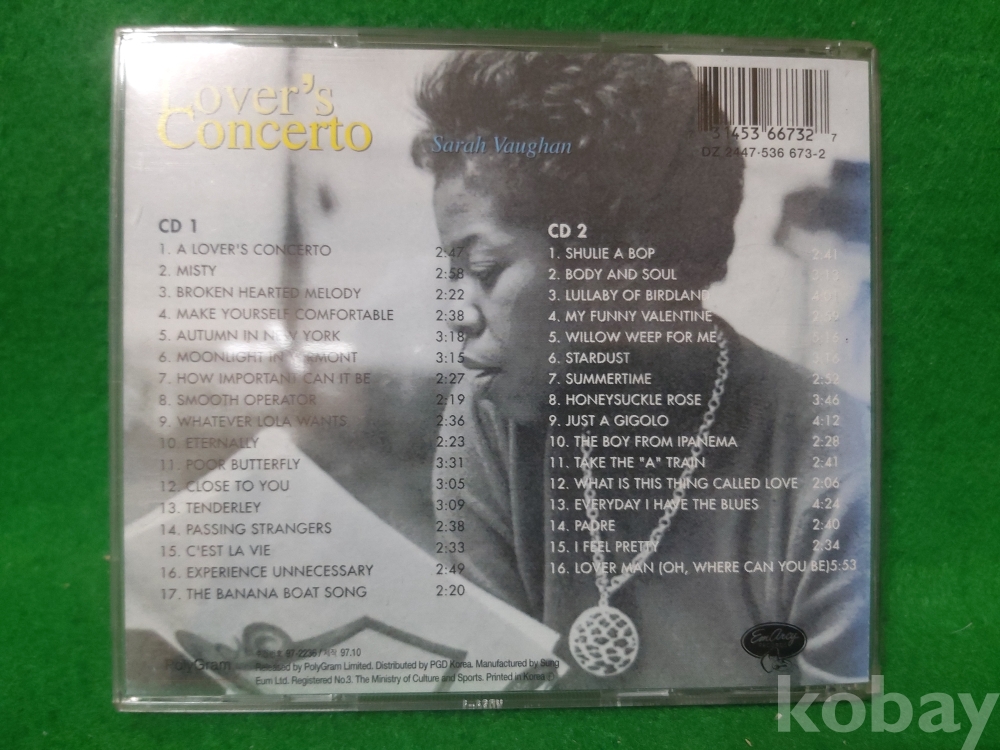 Lover's
Concerto
Sarah Vaughan
31453 66732 7
DZ 2447-536 673-2
CD 1
1. A LOVER'S CONCERTO 2:47
2. MISTY 2:58
3. BROKEN HEARTED MELODY 2:22
4. MAKE YOURSELF COMFORTABLE 2:38
5. AUTUMN IN NEW YORK 3:18
6. MOONLIGHT IN VERMONT 3:15
7. HOW IMPORTANT CAN IT BE 2:27
8. SMOOTH OPERATOR 2:19
9. WHATEVER LOLA WANTS 2:36
10. ETERNALLY 2:23
11. POOR BUTTERFLY 3:31
12. CLOSE TO YOU 3:05
13. TENDERLEY 3:09
14. PASSING STRANGERS 2:38
15. C'EST LA VIE 2:33
16. EXPERIENCE UNNECESSARY 2:49
17. THE BANANA BOAT SONG 2:20
CD 2
1. SHULIE A BOP 2:41
2. BODY AND SOUL
3. LULLABY OF BIRDLAND
4. MY FUNNY VALENTINE
5. WILLOW WEEP FOR ME
6. STARDUST
7. SUMMERTIME 2:52
8. HONEYSUCKLE ROSE 3:46
9. JUST A GIGOLO 4:12
10. THE BOY FROM IPANEMA 2:28
11. TAKE THE "A" TRAIN 2:41
12. WHAT IS THIS THING CALLED LOVE 2:06
13. EVERYDAY I HAVE THE BLUES 4:24
14. PADRE 2:40
15. I FEEL PRETTY 2:34
16. LOVER MAN (OH, WHERE CAN YOU BE) 5:53
EmArcy
PolyGram
97-2236 / 97.10
Released by PolyGram Limited. Distributed by PGD Korea. Manufactured by Sung
Eum Ltd. Registered No.3. The Ministry of Culture and Sports. Printed in Korea
kobay